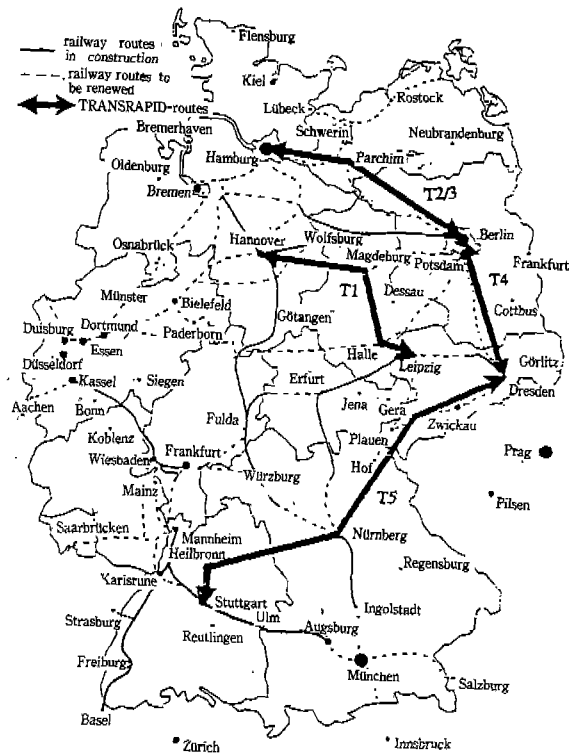 railway routes
in construction
railway routes to
be renewed
TRANSRAPID-routes
Flensburg
Kiel
Lübeck
Rostock
Schwerin
Neubrandenburg
Bremerhaven
Hamburg
Parchim
Oldenburg
Bremen
T2/3
Berlin
Osnabrück
Hannover
Wolfsburg
Magdeburg
Potsdam
Frankfurt
T4
Münster
Bielefeld
T1
Dessau
Cottbus
Götangen
Duisburg
Dortmund
Paderborn
Essen
Halle
Leipzig
Görlitz
Düsseldorf
Kassel
Siegen
Erfurt
Dresden
Aachen
Bonn
Jena
Gera
Zwickau
Fulda
Koblenz
Plauen
Wiesbaden
Frankfurt
Hof
Prag
Würzburg
Mainz
T5
Pilsen
Saarbrücken
Mannheim
Heilbronn
Nürnberg
Karlsrune
Regensburg
Stuttgart
Ingolstadt
Strasburg
Ulm
Reutlingen
Augsburg
Freiburg
München
Salzburg
Basel
Zürich
Innsbruck